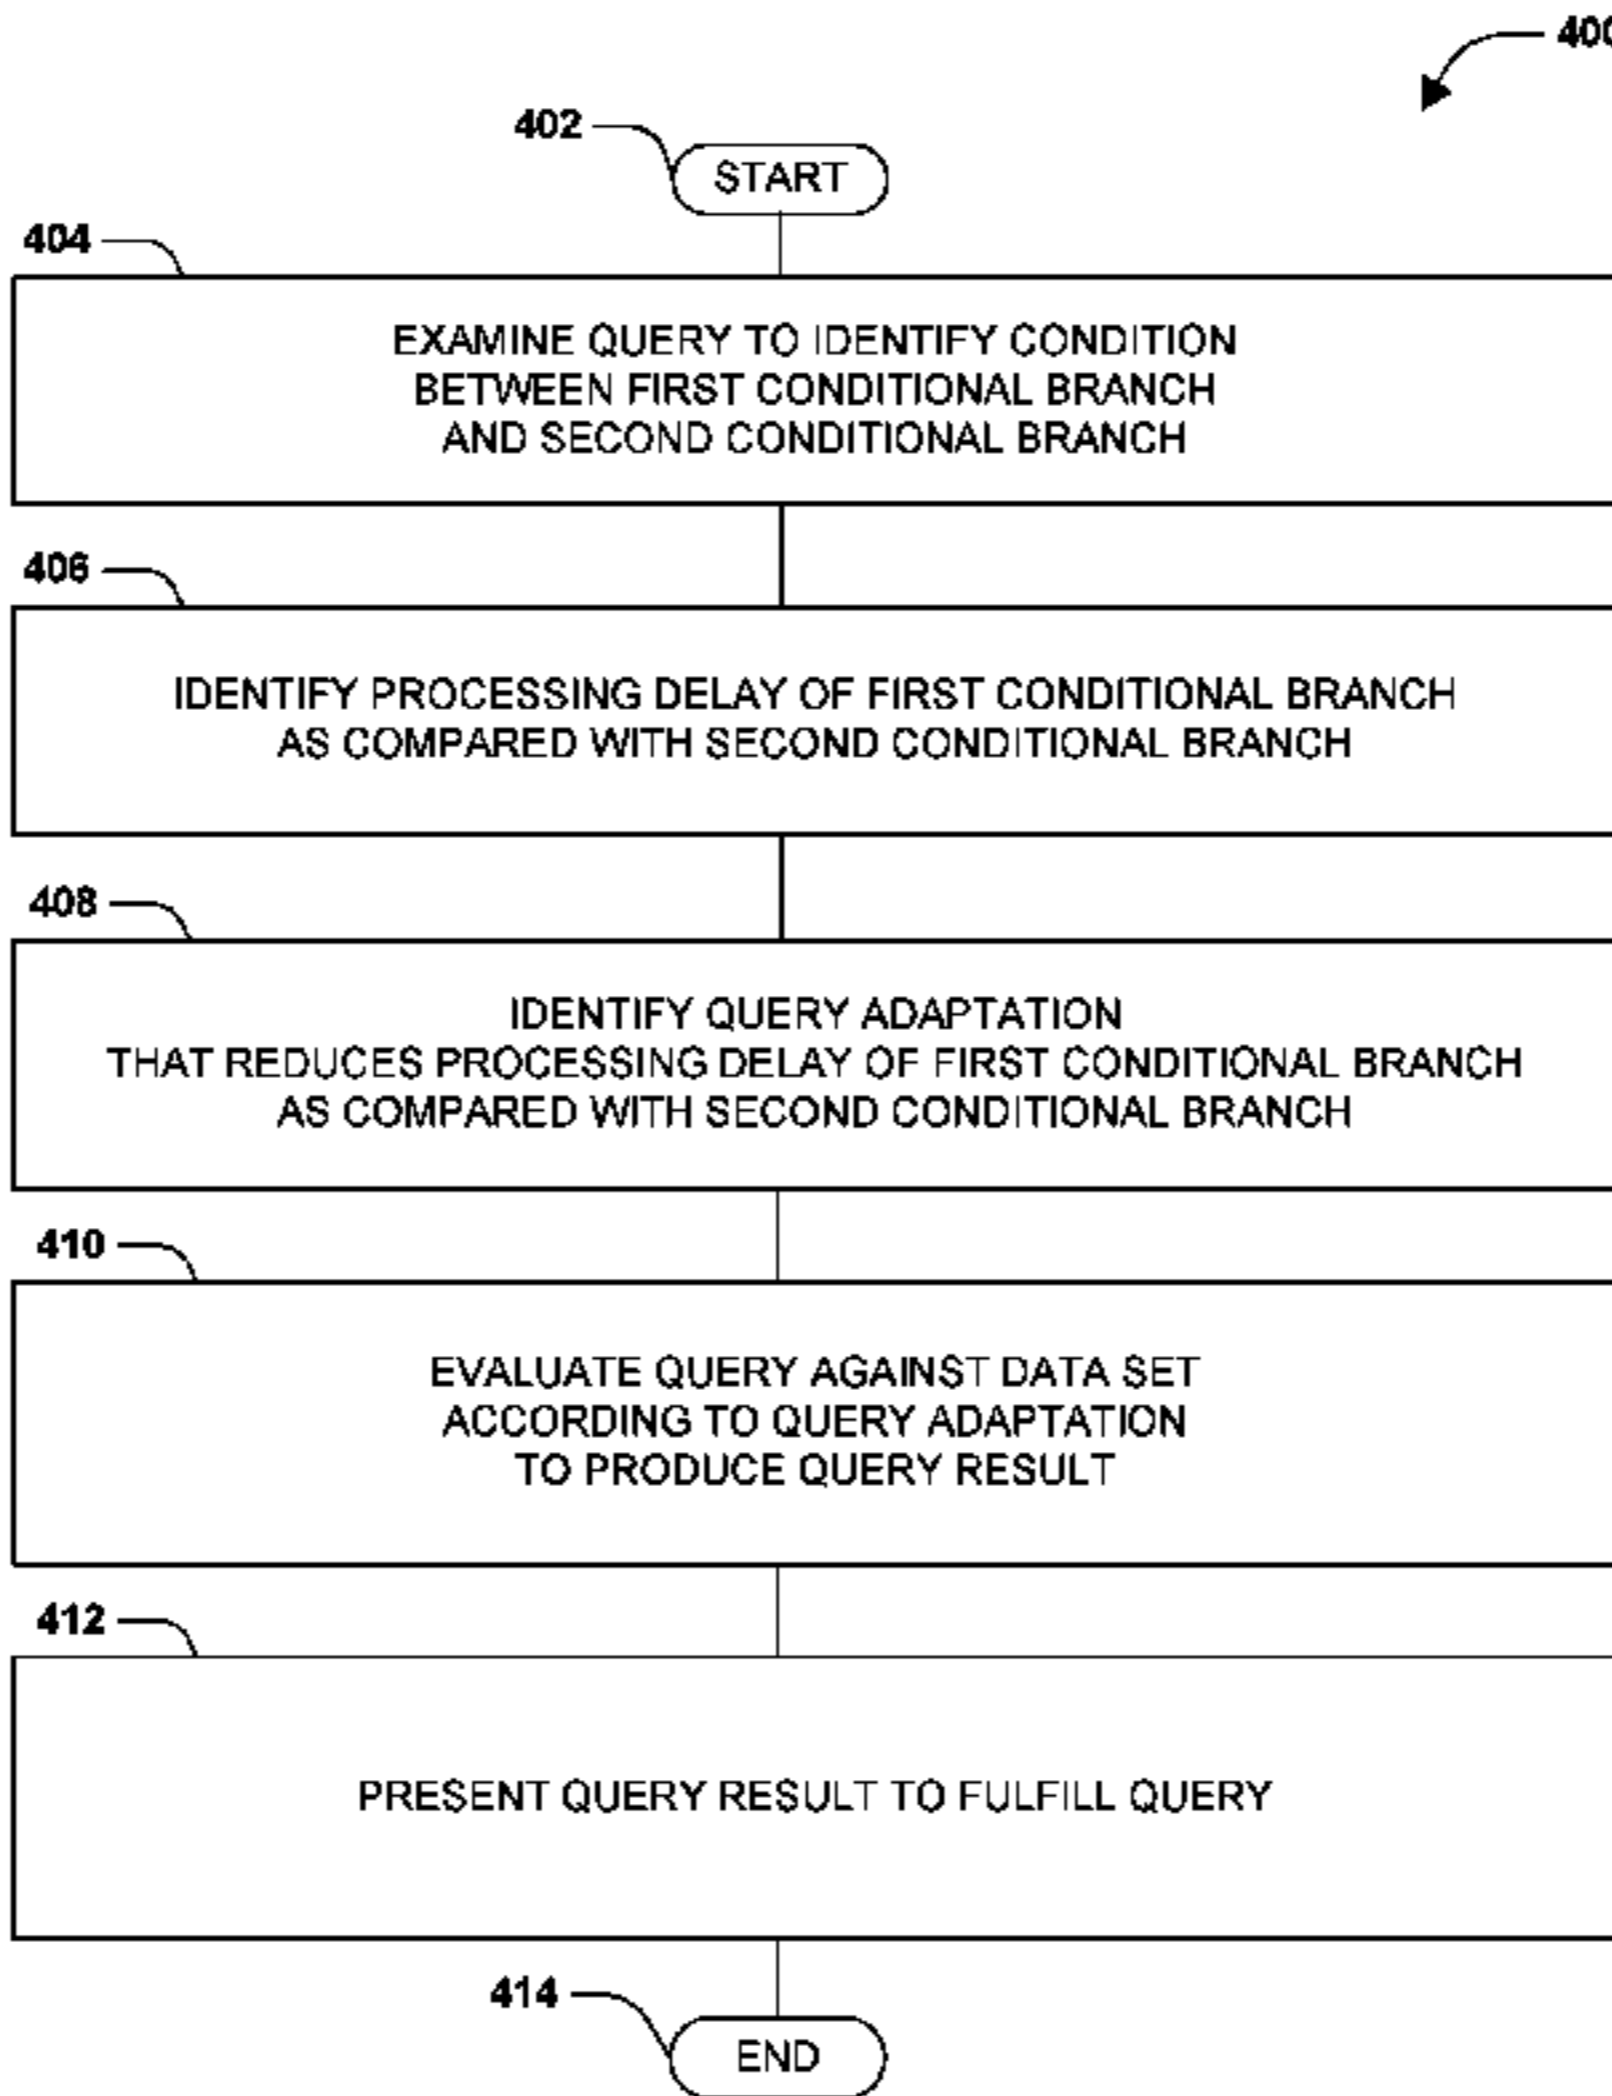 400
402
START
404
EXAMINE QUERY TO IDENTIFY CONDITION
BETWEEN FIRST CONDITIONAL BRANCH
AND SECOND CONDITIONAL BRANCH
406
IDENTIFY PROCESSING DELAY OF FIRST CONDITIONAL BRANCH
AS COMPARED WITH SECOND CONDITIONAL BRANCH
408
IDENTIFY QUERY ADAPTATION
THAT REDUCES PROCESSING DELAY OF FIRST CONDITIONAL BRANCH
AS COMPARED WITH SECOND CONDITIONAL BRANCH
410
EVALUATE QUERY AGAINST DATA SET
ACCORDING TO QUERY ADAPTATION
TO PRODUCE QUERY RESULT
412
PRESENT QUERY RESULT TO FULFILL QUERY
414
END